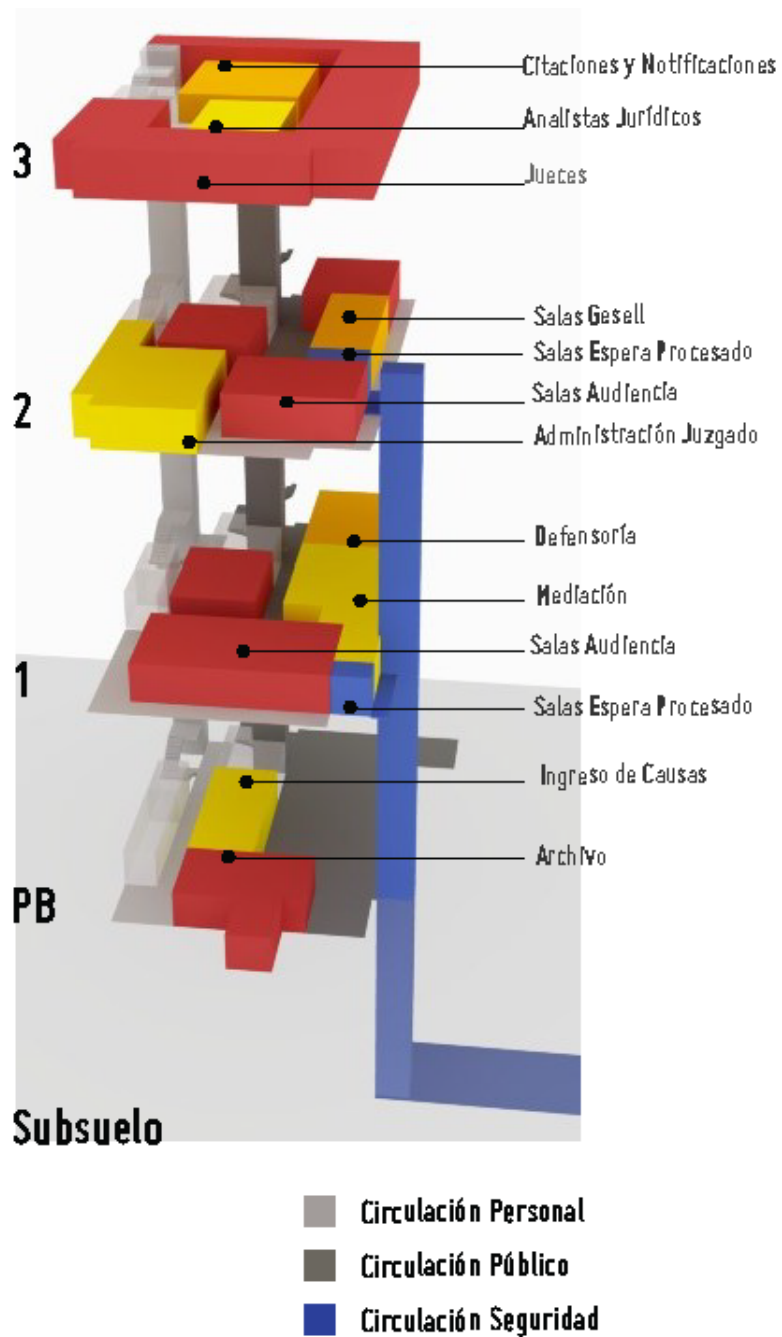 Citaciones y Notificaciones
Analistas Jurídicos
3
Jueces
Salas Gesell
Salas Espera Procesado
Salas Audiencia
2
Administración Juzgado
Defensoría
Mediación
Salas Audiencia
1
Salas Espera Procesado
Ingreso de Causas
Archivo
PB
Subsuelo
Circulación Personal
Circulación Público
Circulación Seguridad